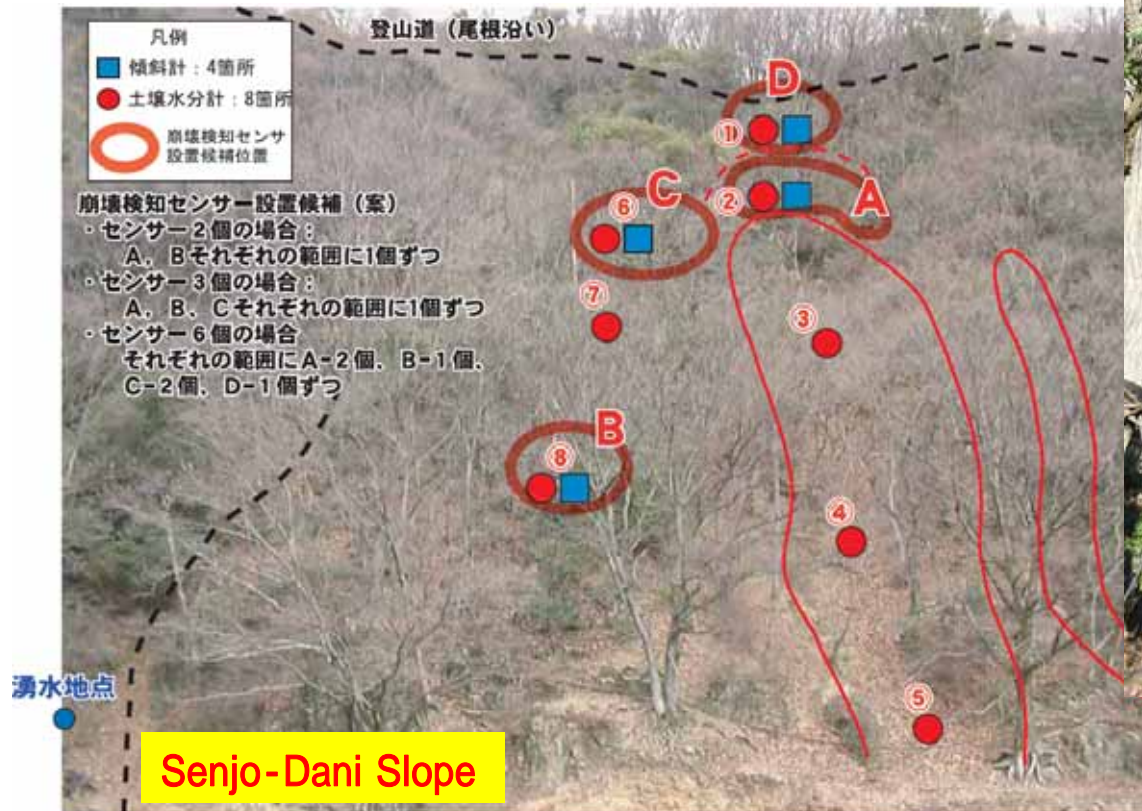 登山道（尾根沿い）
凡例
傾斜計：4箇所
土壌水分計：8箇所
崩壊検知センサ
設置候補位置
崩壊検知センサー設置候補（案）
・センサー２個の場合：
A，Bそれぞれの範囲に1個ずつ
・センサー３個の場合：
A，B，Cそれぞれの範囲に1個ずつ
・センサー６個の場合
それぞれの範囲にA-2個，B-1個，
C-2個，D-1個ずつ
D
①
A
②
C
⑥
⑦
③
B
⑧
④
⑤
湧水地点
Senjo-Dani Slope